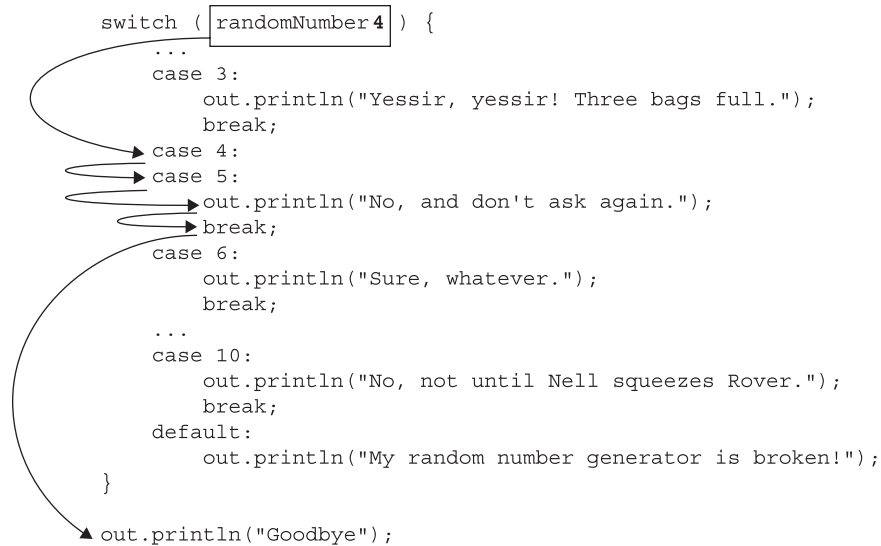 switch ( randomNumber 4 ) {
...
case 3:
out.println("Yessir, yessir! Three bags full.");
break;
case 4:
case 5:
out.println("No, and don't ask again.");
break;
case 6:
out.println("Sure, whatever.");
break;
...
case 10:
out.println("No, not until Nell squeezes Rover.");
break;
default:
out.println("My random number generator is broken!");
}
out.println("Goodbye");